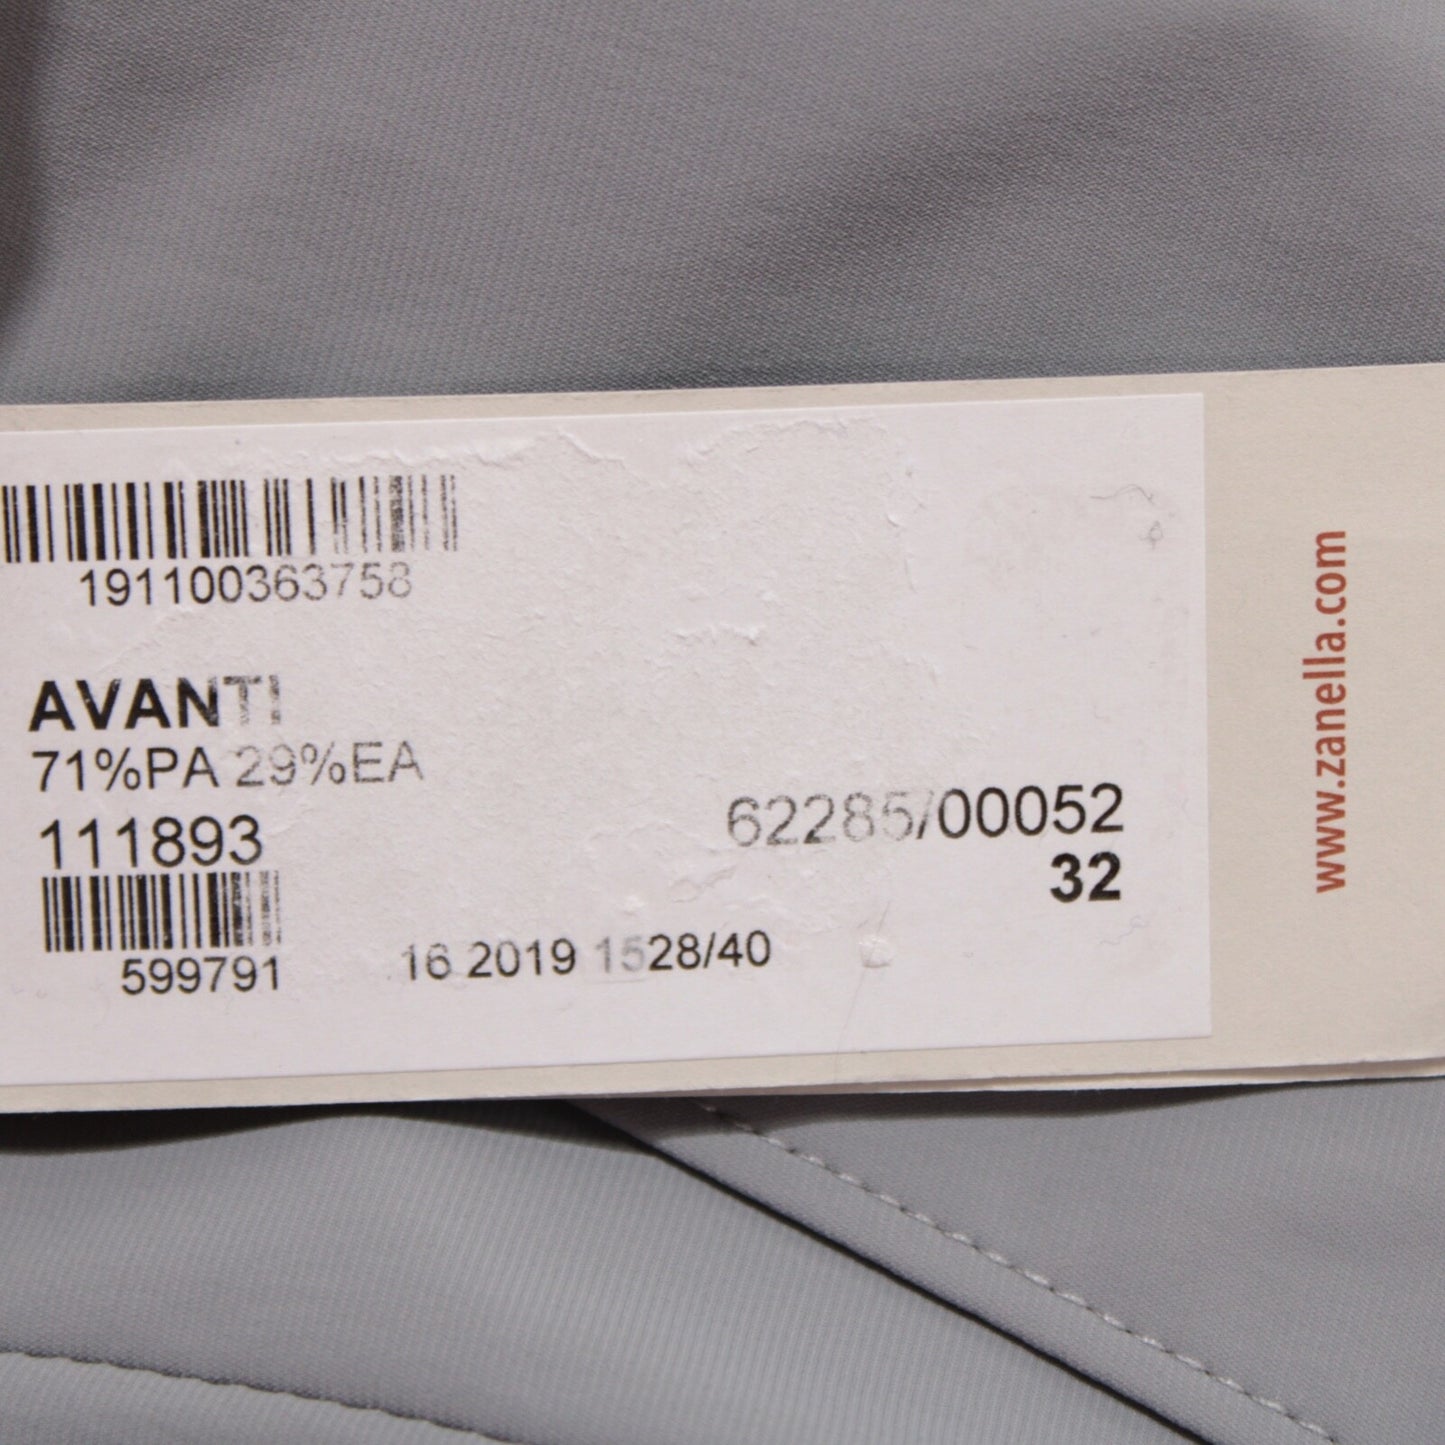 191100363758
AVANTI
71%PA 29%EA
111893
62285/00052
32
599791
16 2019 1528/40
www.zanella.com